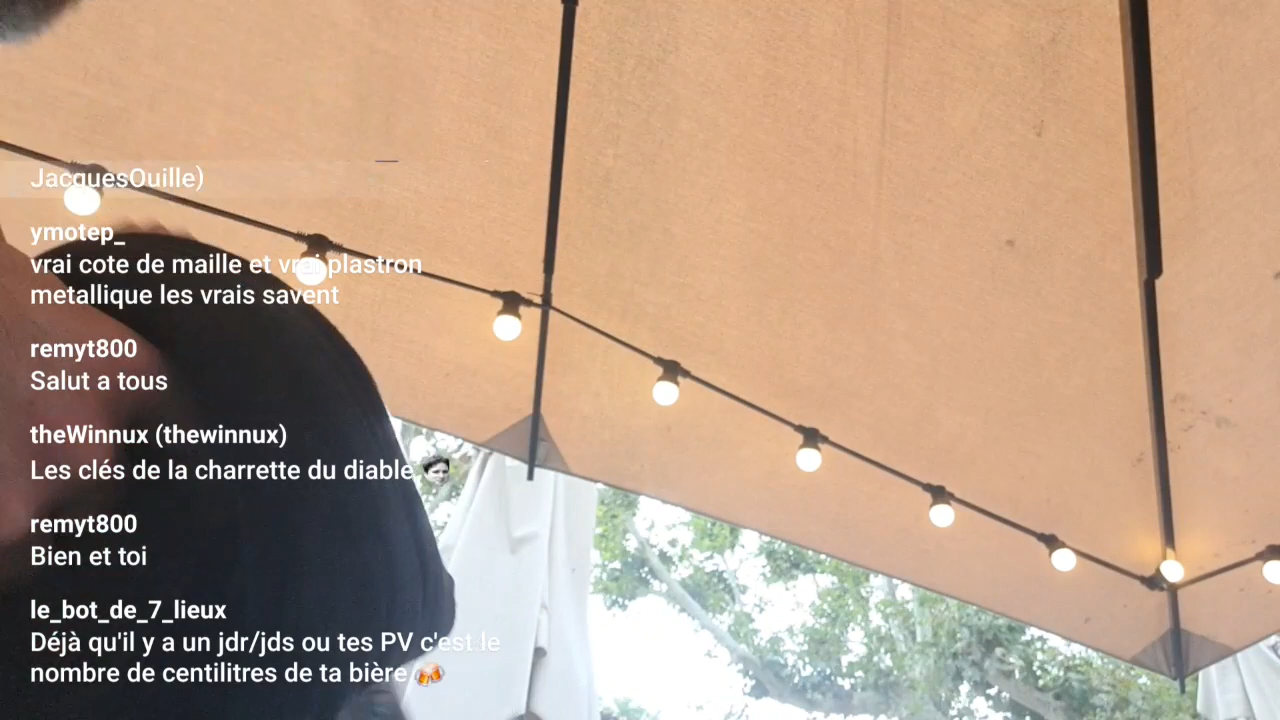 JacquesOuille)
ymotep_
vrai cote de maille et vrai plastron
metallique les vrais savent
remyt800
Salut a tous
theWinnux (thewinnux)
Les clés de la charrette du diable
remyt800
Bien et toi
le_bot_de_7_lieux
Déjà qu'il y a un jdr/jds ou tes PV c'est le
nombre de centilitres de ta bière 🍻